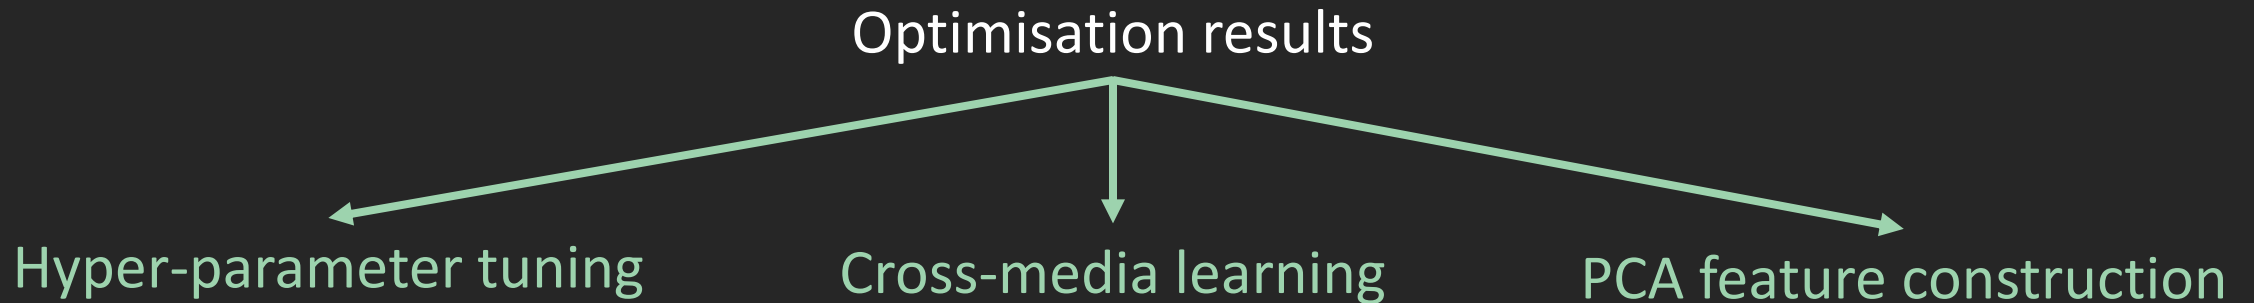 Optimisation results
Hyper-parameter tuning
Cross-media learning
PCA feature construction